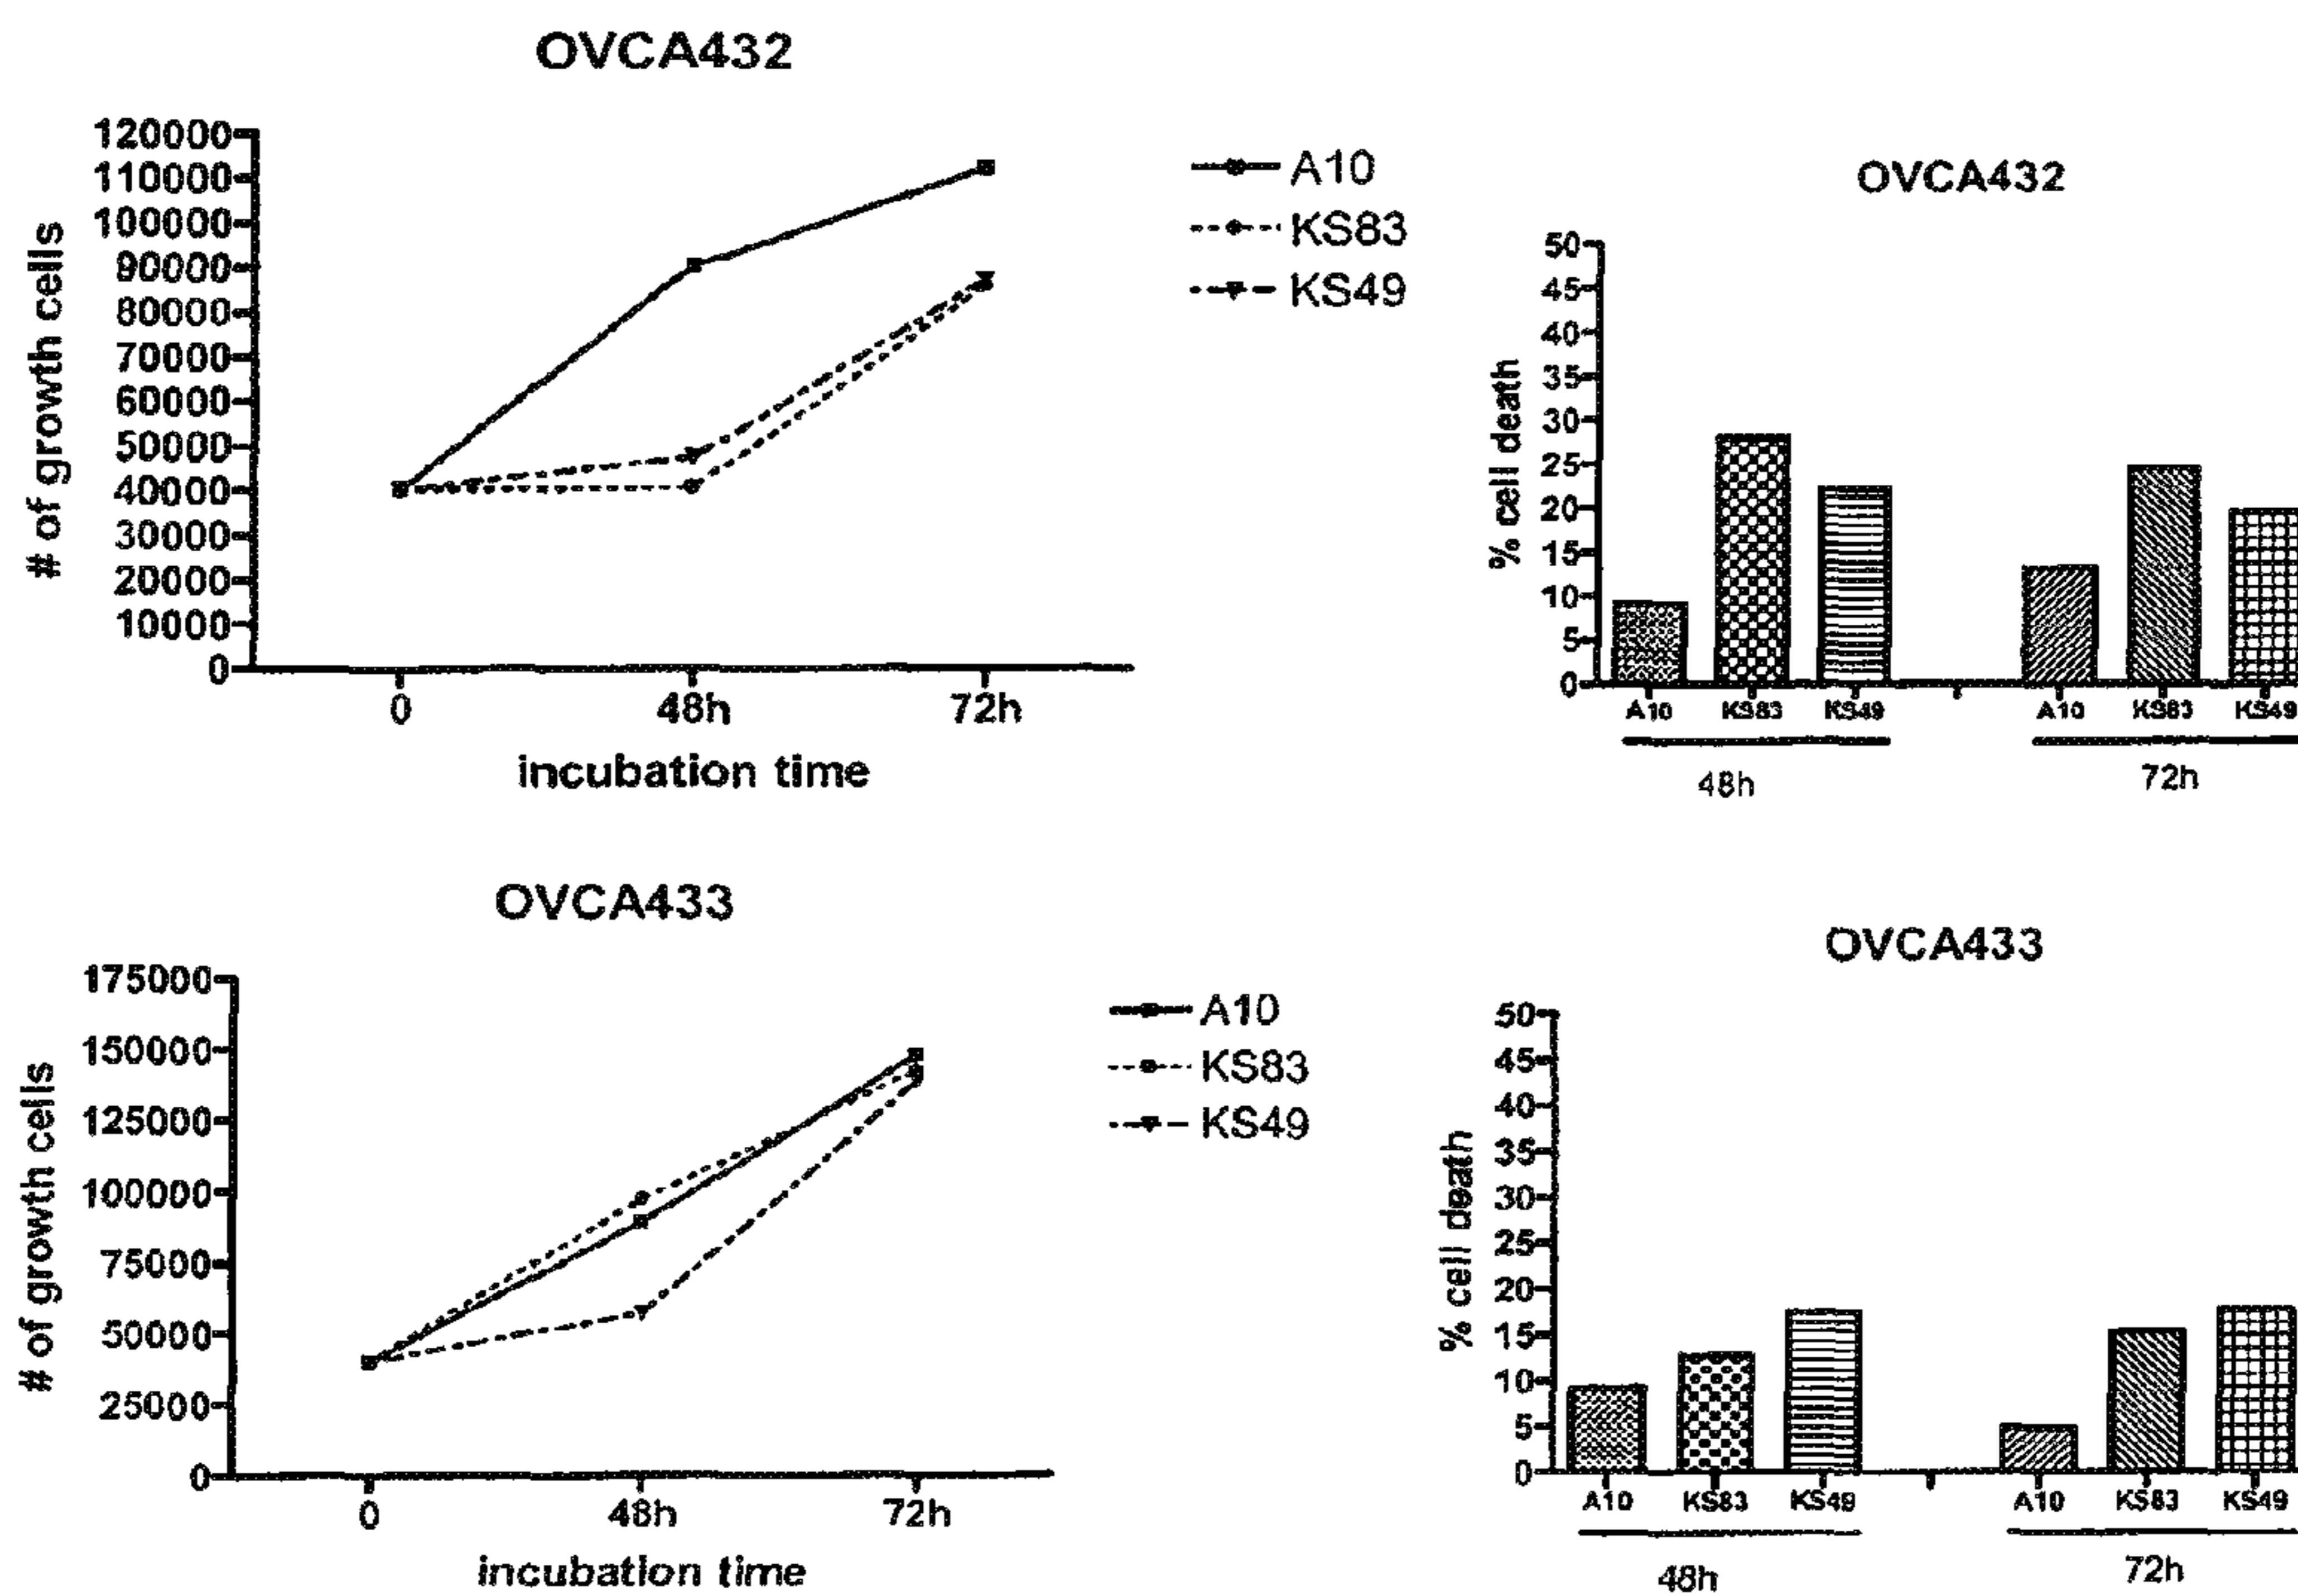 OVCA432
120000
110000
100000
90000
80000
70000
60000
50000
40000
30000
20000
10000
0
# of growth cells
0 48h 72h
incubation time
A10
KS83
KS49
OVCA432
50
45
40
35
30
25
20
15
10
5
0
% cell death
A10 KS83 KS49 A10 KS83 KS49
48h 72h
OVCA433
175000
150000
125000
100000
75000
50000
25000
0
# of growth cells
0 48h 72h
incubation time
A10
KS83
KS49
OVCA433
50
45
40
35
30
25
20
15
10
5
0
% cell death
A10 KS83 KS49 A10 KS83 KS49
48h 72h